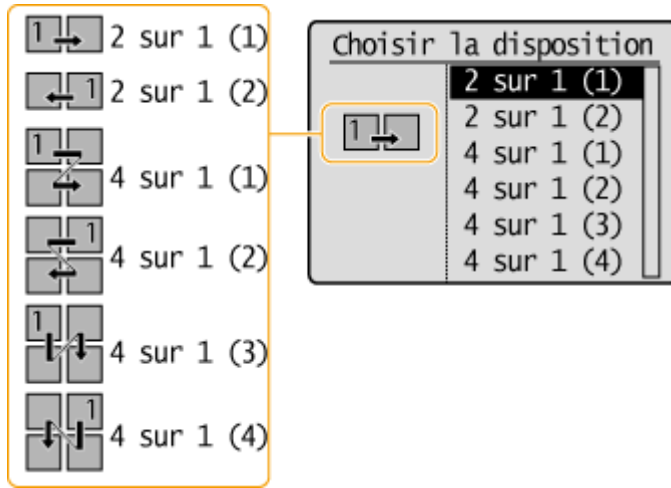 1 2 sur 1 (1)
1 2 sur 1 (2)
1 4 sur 1 (1)
1 4 sur 1 (2)
1 4 sur 1 (3)
1 4 sur 1 (4)
Choisir la disposition
1
2 sur 1 (1)
2 sur 1 (2)
4 sur 1 (1)
4 sur 1 (2)
4 sur 1 (3)
4 sur 1 (4)